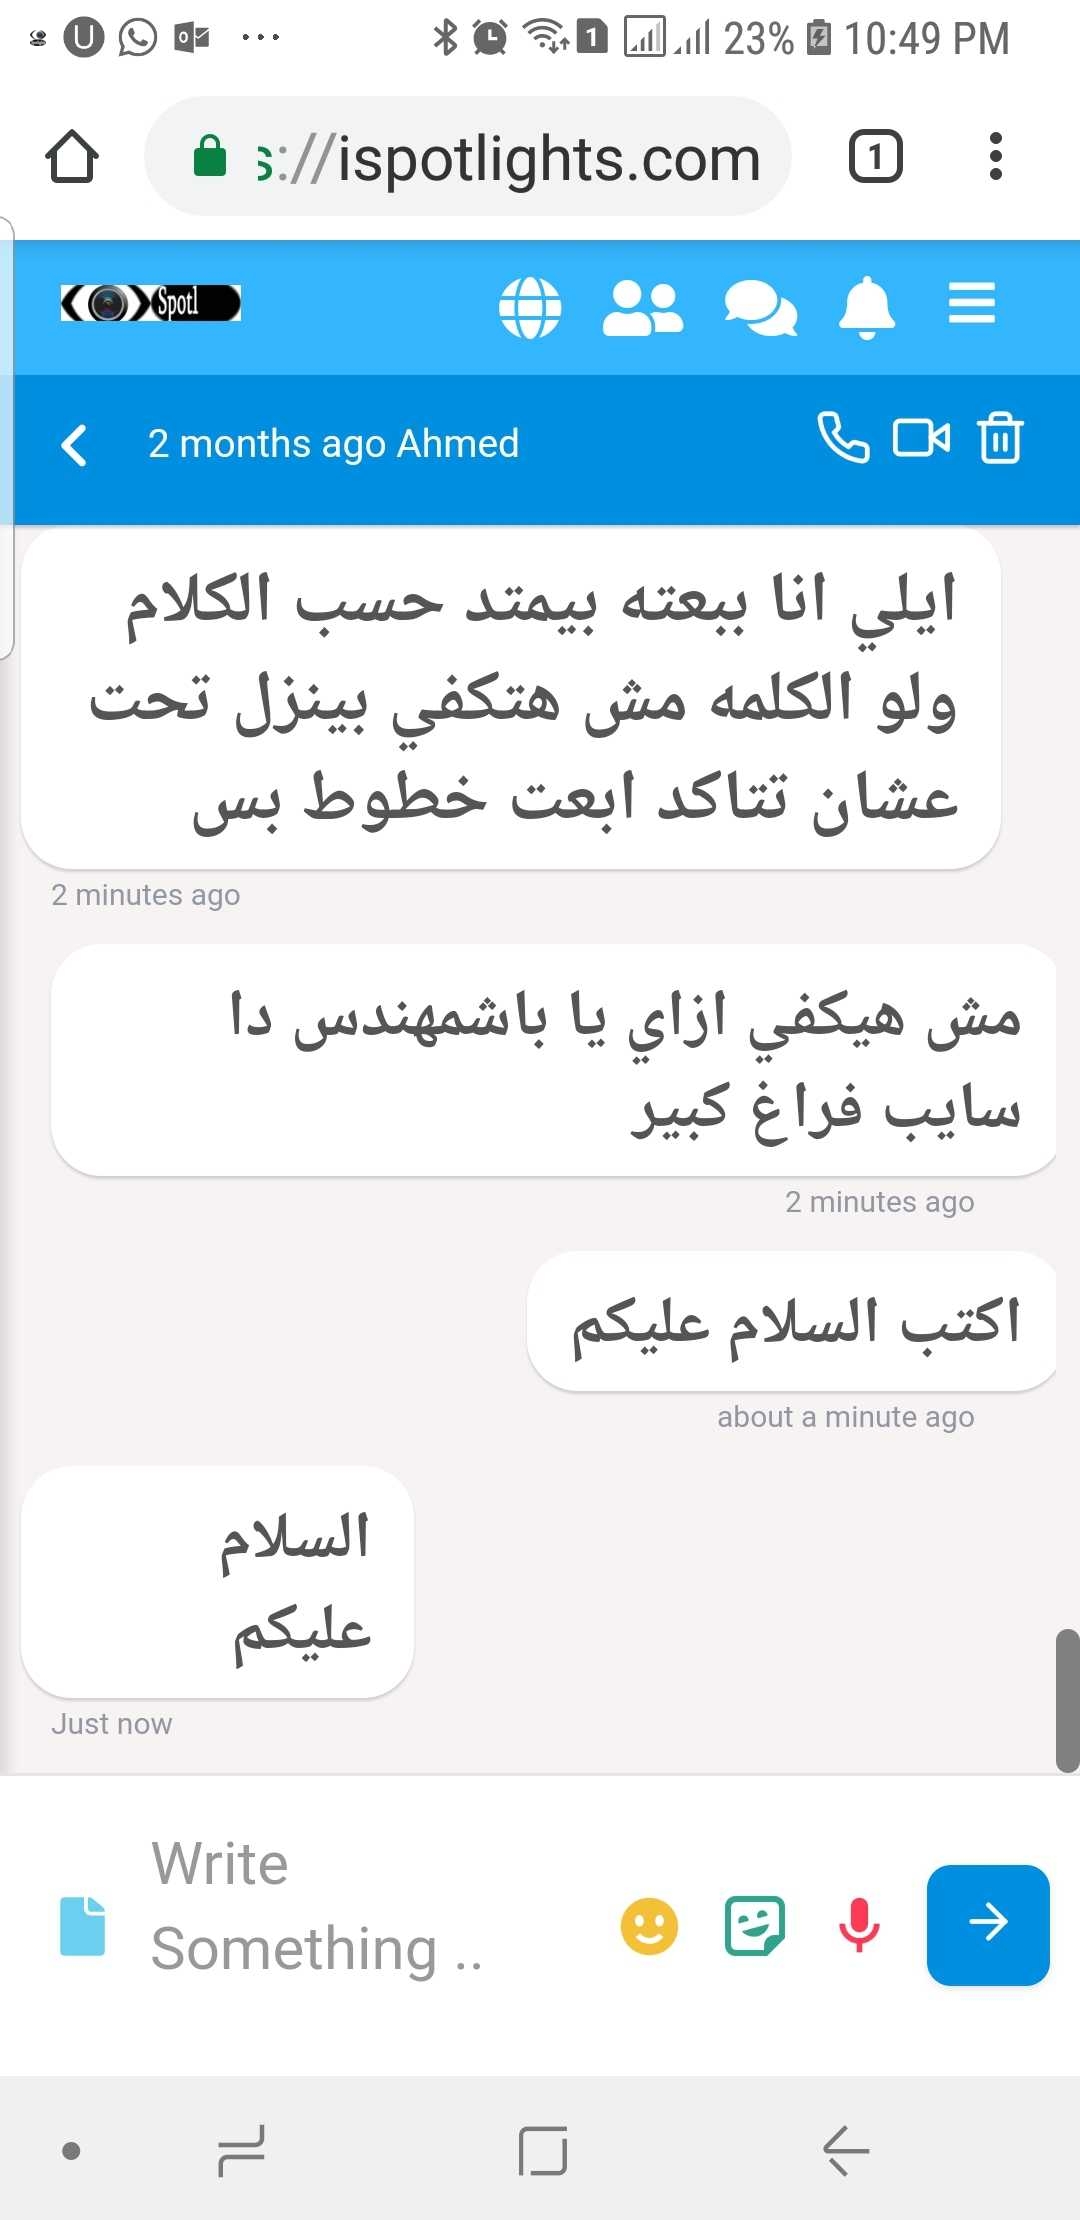 U
1
23%
10:49 PM
s://ispotlights.com
1
Spotl
2 months ago Ahmed
ايلي انا ببعته بيمتد حسب الكلام
ولو الكلمه مش هتكفي بينزل تحت
عشان تتاكد ابعت خطوط بس
2 minutes ago
مش هيكفي ازاي يا باشمهندس دا
سايب فراغ كبير
2 minutes ago
اكتب السلام عليكم
about a minute ago
السلام
عليكم
Just now
Write
Something ..